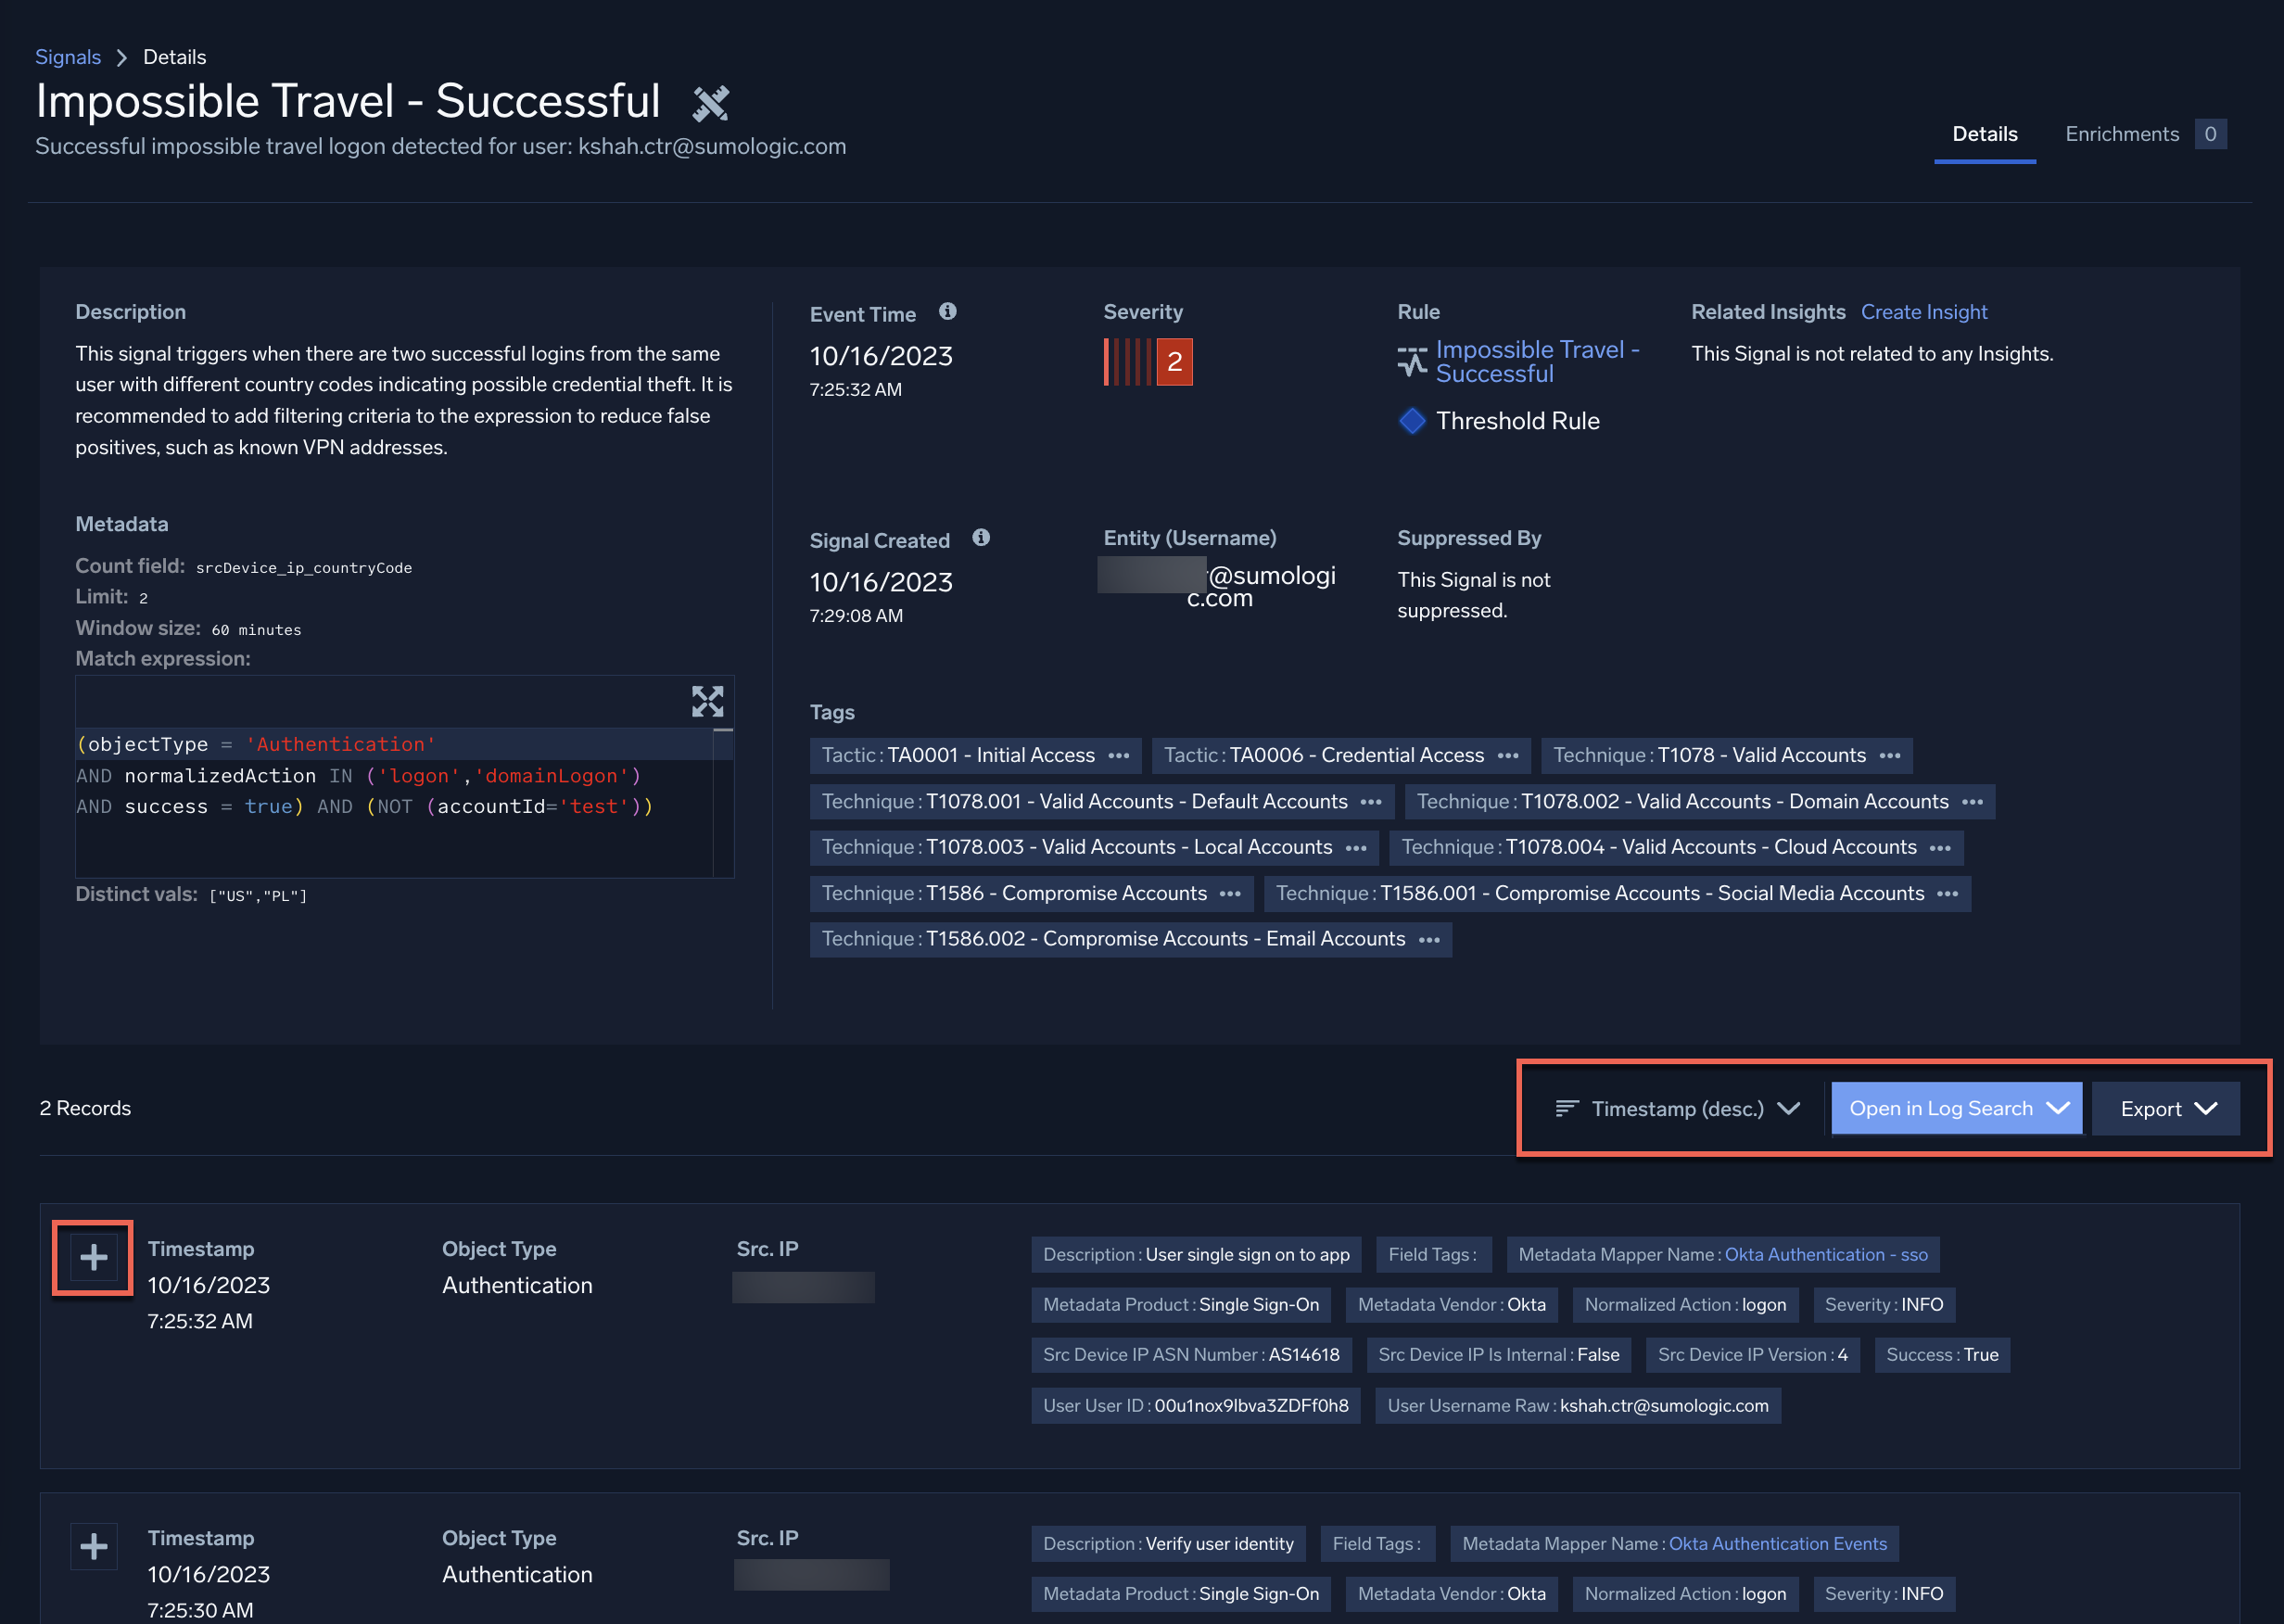 Signals > Details
Impossible Travel - Successful
Successful impossible travel logon detected for user: kshah.ctr@sumologic.com
Details Enrichments 0
Description
This signal triggers when there are two successful logins from the same
user with different country codes indicating possible credential theft. It is
recommended to add filtering criteria to the expression to reduce false
positives, such as known VPN addresses.
Metadata
Count field: srcDevice_ip_countryCode
Limit: 2
Window size: 60 minutes
Match expression:
(objectType = 'Authentication'
AND normalizedAction IN ('logon','domainLogon')
AND success = true) AND (NOT (accountId='test'))
Distinct vals: ["US","PL"]
Event Time
10/16/2023
7:25:32 AM
Severity
2
Rule
Impossible Travel -
Successful
Threshold Rule
Related Insights Create Insight
This Signal is not related to any Insights.
Signal Created
10/16/2023
7:29:08 AM
Entity (Username)
@sumologi
c.com
Suppressed By
This Signal is not
suppressed.
Tags
Tactic : TA0001 - Initial Access ••• Tactic : TA0006 - Credential Access ••• Technique : T1078 - Valid Accounts •••
Technique : T1078.001 - Valid Accounts - Default Accounts ••• Technique : T1078.002 - Valid Accounts - Domain Accounts •••
Technique : T1078.003 - Valid Accounts - Local Accounts ••• Technique : T1078.004 - Valid Accounts - Cloud Accounts •••
Technique : T1586 - Compromise Accounts ••• Technique : T1586.001 - Compromise Accounts - Social Media Accounts •••
Technique : T1586.002 - Compromise Accounts - Email Accounts •••
2 Records
Timestamp (desc.) Open in Log Search Export
Timestamp
10/16/2023
7:25:32 AM
Object Type
Authentication
Src. IP
Description : User single sign on to app Field Tags : Metadata Mapper Name : Okta Authentication - sso
Metadata Product : Single Sign-On Metadata Vendor : Okta Normalized Action : logon Severity : INFO
Src Device IP ASN Number : AS14618 Src Device IP Is Internal : False Src Device IP Version : 4 Success : True
User User ID : 00u1nox9lbva3ZDFf0h8 User Username Raw : kshah.ctr@sumologic.com
Timestamp
10/16/2023
7:25:30 AM
Object Type
Authentication
Src. IP
Description : Verify user identity Field Tags : Metadata Mapper Name : Okta Authentication Events
Metadata Product : Single Sign-On Metadata Vendor : Okta Normalized Action : logon Severity : INFO